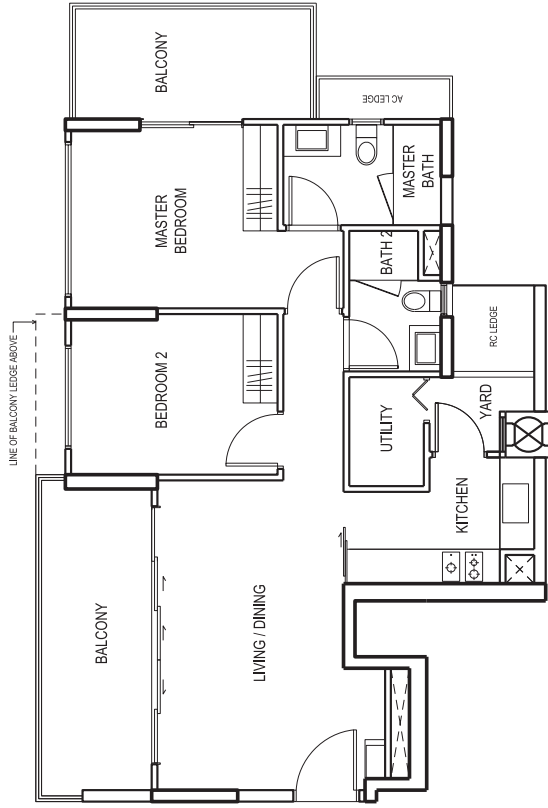 BALCONY
AC LEDGE
MASTER
BEDROOM
MASTER
BATH
BATH 2
LINE OF BALCONY LEDGE ABOVE
BEDROOM 2
RC LEDGE
UTILITY
YARD
KITCHEN
BALCONY
LIVING / DINING